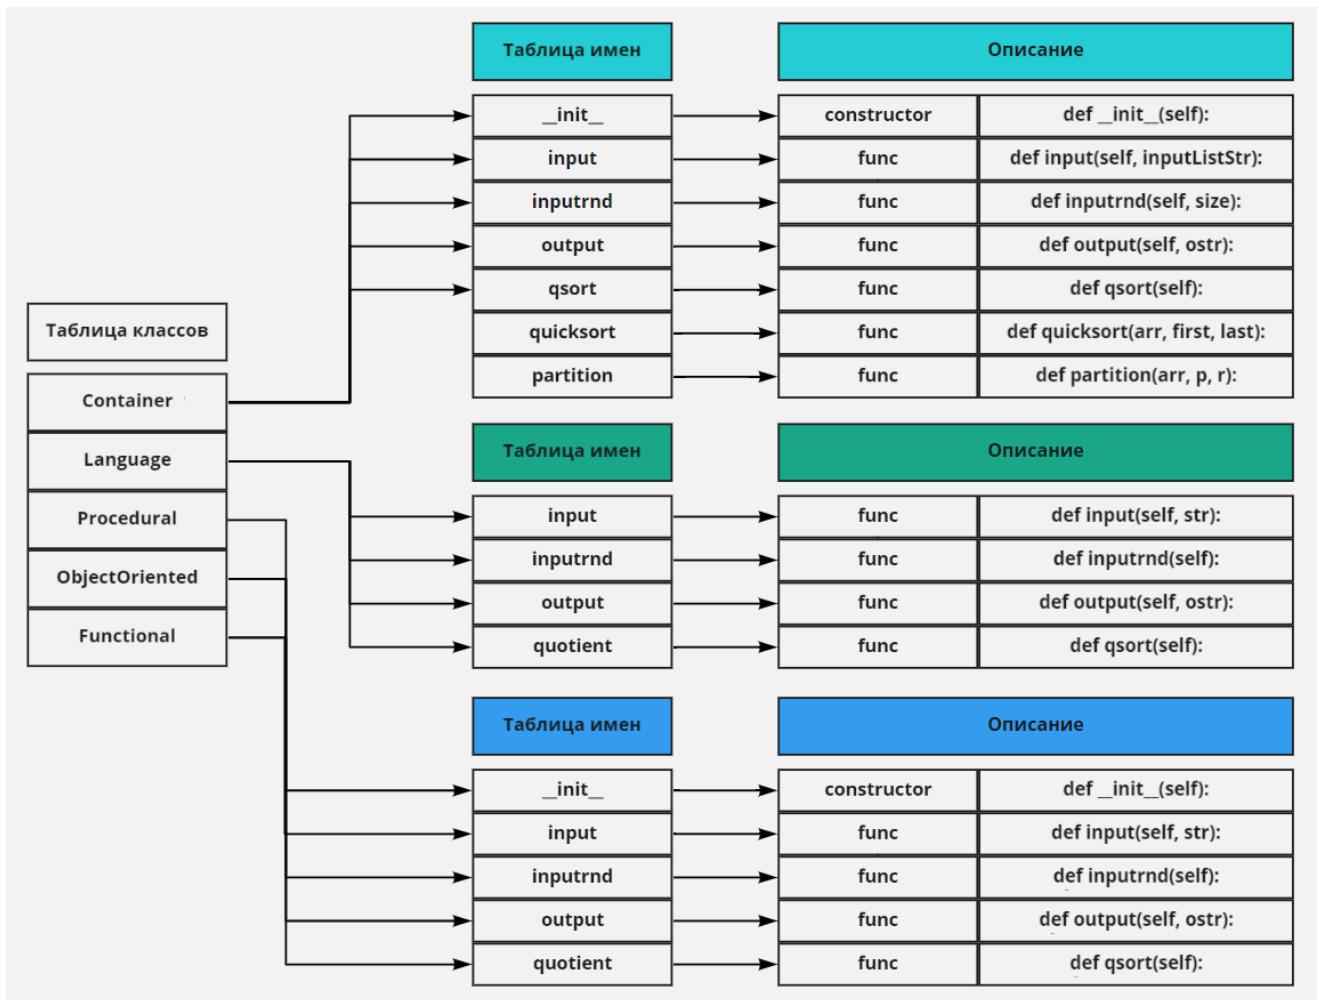 Таблица имен Описание
__init__ constructor def __init__(self):
input func def input(self, inputListStr):
inputrnd func def inputrnd(self, size):
output func def output(self, ostr):
qsort func def qsort(self):
quicksort func def quicksort(arr, first, last):
partition func def partition(arr, p, r):
Таблица классов
Container
Language
Procedural
ObjectOriented
Functional
Таблица имен Описание
input func def input(self, str):
inputrnd func def inputrnd(self):
output func def output(self, ostr):
quotient func def qsort(self):
Таблица имен Описание
__init__ constructor def __init__(self):
input func def input(self, str):
inputrnd func def inputrnd(self):
output func def output(self, ostr):
quotient func def qsort(self):